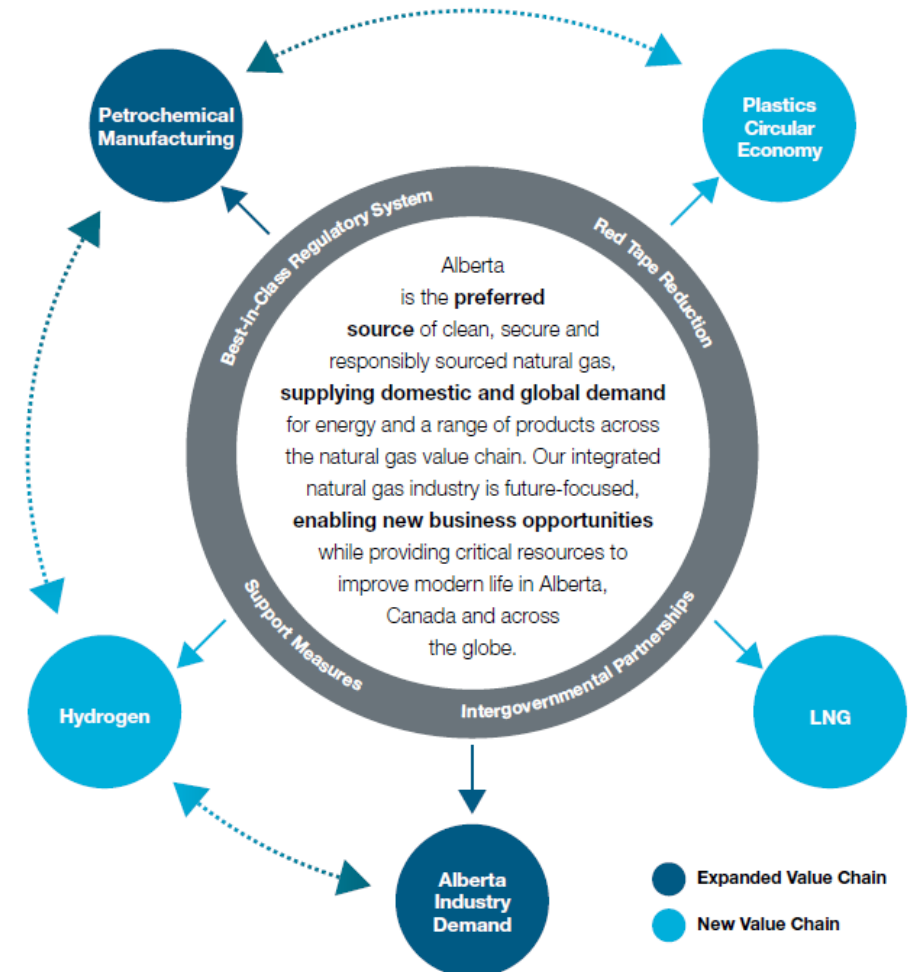 Petrochemical
Manufacturing
Plastics
Circular
Economy
Best-in-Class Regulatory System
Red Tape Reduction
Alberta
is the preferred
source of clean, secure and
responsibly sourced natural gas,
supplying domestic and global demand
for energy and a range of products across
the natural gas value chain. Our integrated
natural gas industry is future-focused,
enabling new business opportunities
while providing critical resources to
improve modern life in Alberta,
Canada and across
the globe.
Support Measures
Intergovernmental Partnerships
Hydrogen
LNG
Alberta
Industry
Demand
Expanded Value Chain
New Value Chain